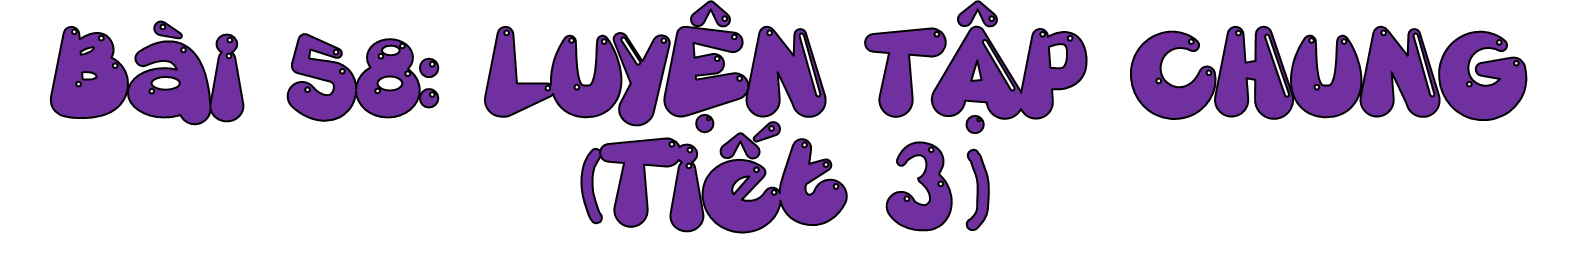 Bài 58: LUYỆN TẬP CHUNG
(Tiết 3)